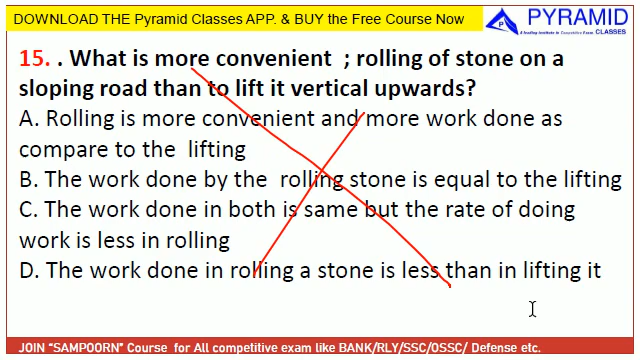 DOWNLOAD THE Pyramid Classes APP. & BUY the Free Course Now
PYRAMID
A leading Institute in Competitive Exam CLASSES
15. . What is more convenient ; rolling of stone on a
sloping road than to lift it vertical upwards?
A. Rolling is more convenient and more work done as
compare to the lifting
B. The work done by the rolling stone is equal to the lifting
C. The work done in both is same but the rate of doing
work is less in rolling
D. The work done in rolling a stone is less than in lifting it
JOIN “SAMPOORN” Course for All competitive exam like BANK/RLY/SSC/OSSC/ Defense etc.